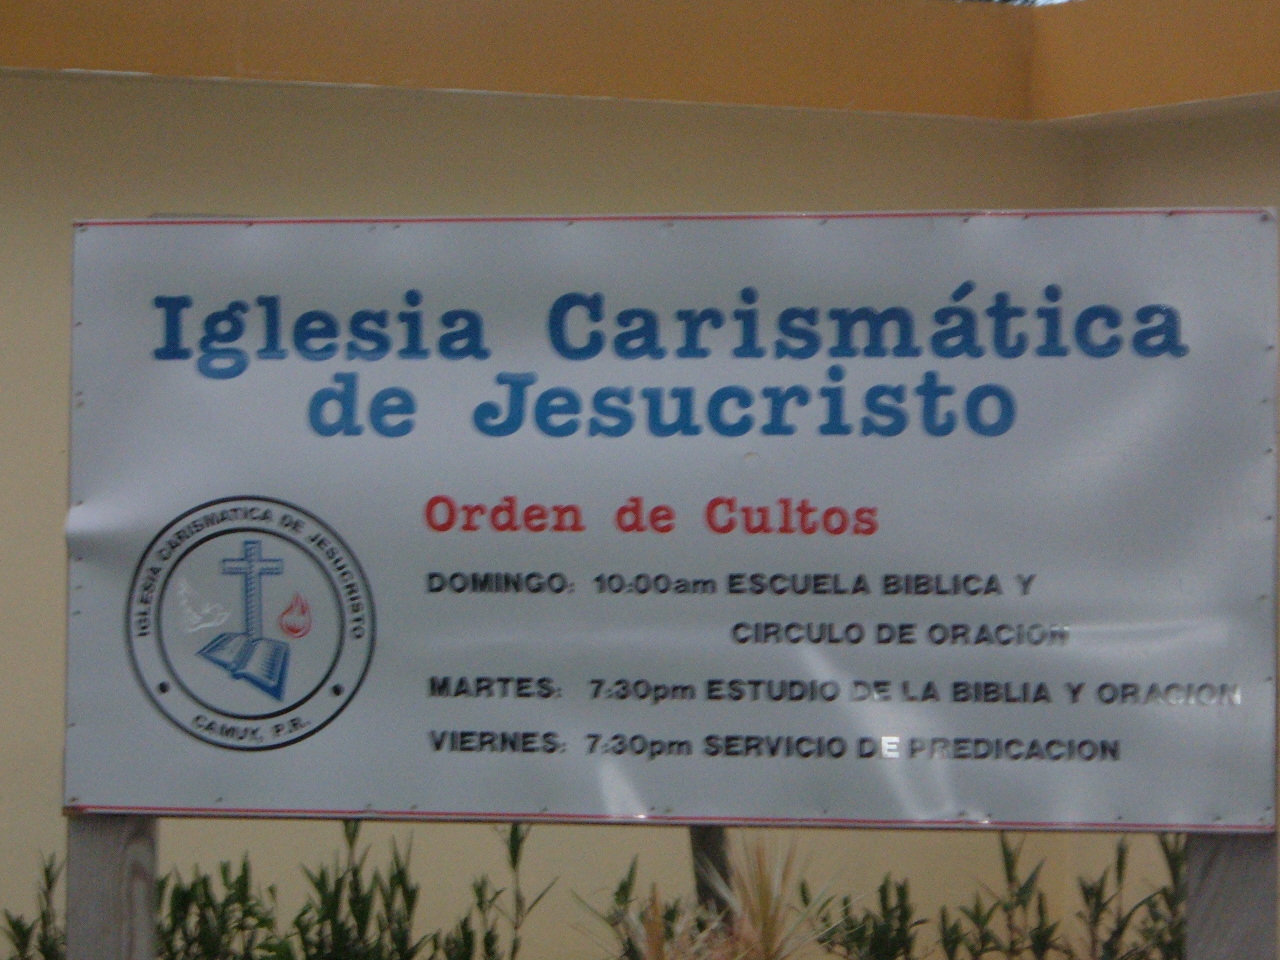 Iglesia Carismática
de Jesucristo
Orden de Cultos
IGLESIA CARISMATICA DE JESUCRISTO
CAMUY, P.R.
DOMINGO: 10:00am ESCUELA BIBLICA Y
CIRCULO DE ORACION
MARTES: 7:30pm ESTUDIO DE LA BIBLIA Y ORACION
VIERNES: 7:30pm SERVICIO DE PREDICACION